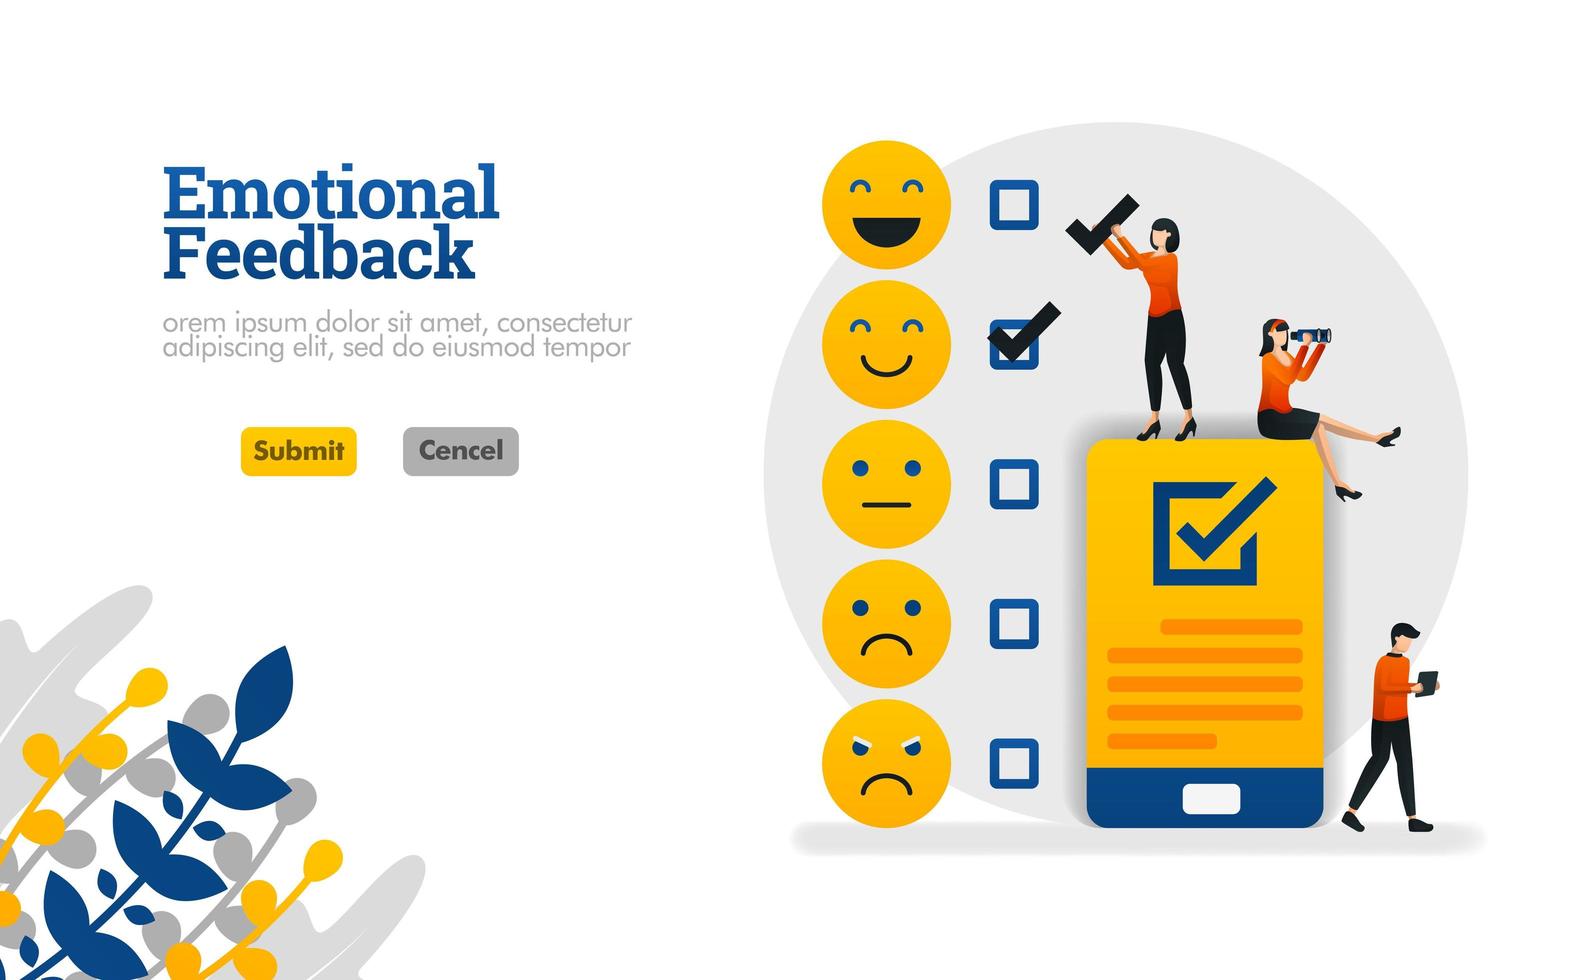 Emotional
Feedback
orem ipsum dolor sit amet, consectetur
adipiscing elit, sed do eiusmod tempor
Submit
Cencel